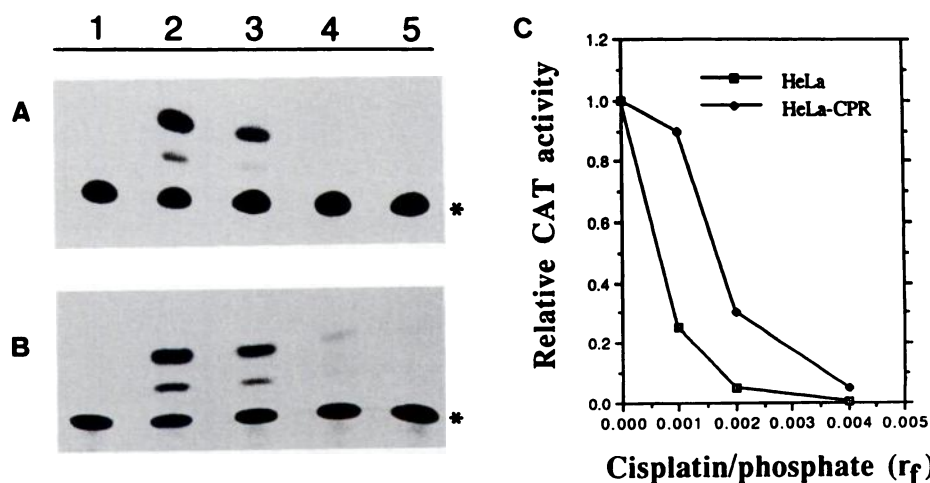 1 2 3 4 5
A
*
B
*
C
Relative CAT activity
1.2
1.0
0.8
0.6
0.4
0.2
0.0
HeLa
HeLa-CPR
0.000 0.001 0.002 0.003 0.004 0.005
Cisplatin/phosphate (rf)